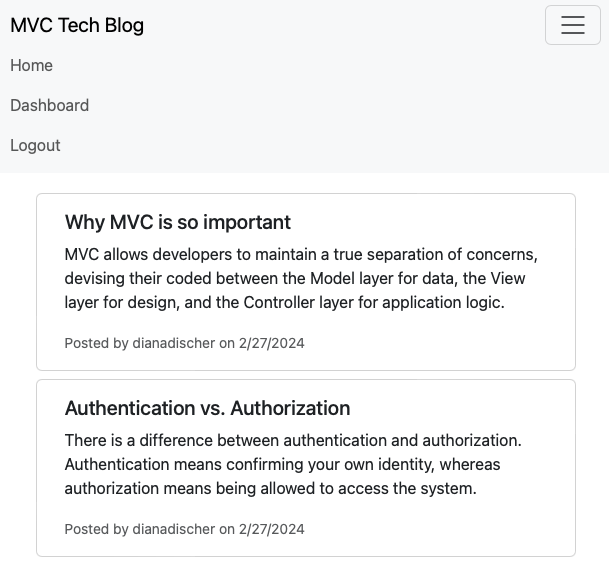 MVC Tech Blog
Home
Dashboard
Logout
Why MVC is so important
MVC allows developers to maintain a true separation of concerns,
devising their coded between the Model layer for data, the View
layer for design, and the Controller layer for application logic.
Posted by dianadischer on 2/27/2024
Authentication vs. Authorization
There is a difference between authentication and authorization.
Authentication means confirming your own identity, whereas
authorization means being allowed to access the system.
Posted by dianadischer on 2/27/2024